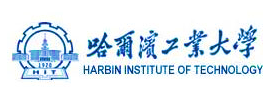 哈爾濱工業大學
HARBIN INSTITUTE OF TECHNOLOGY
1920
HIT